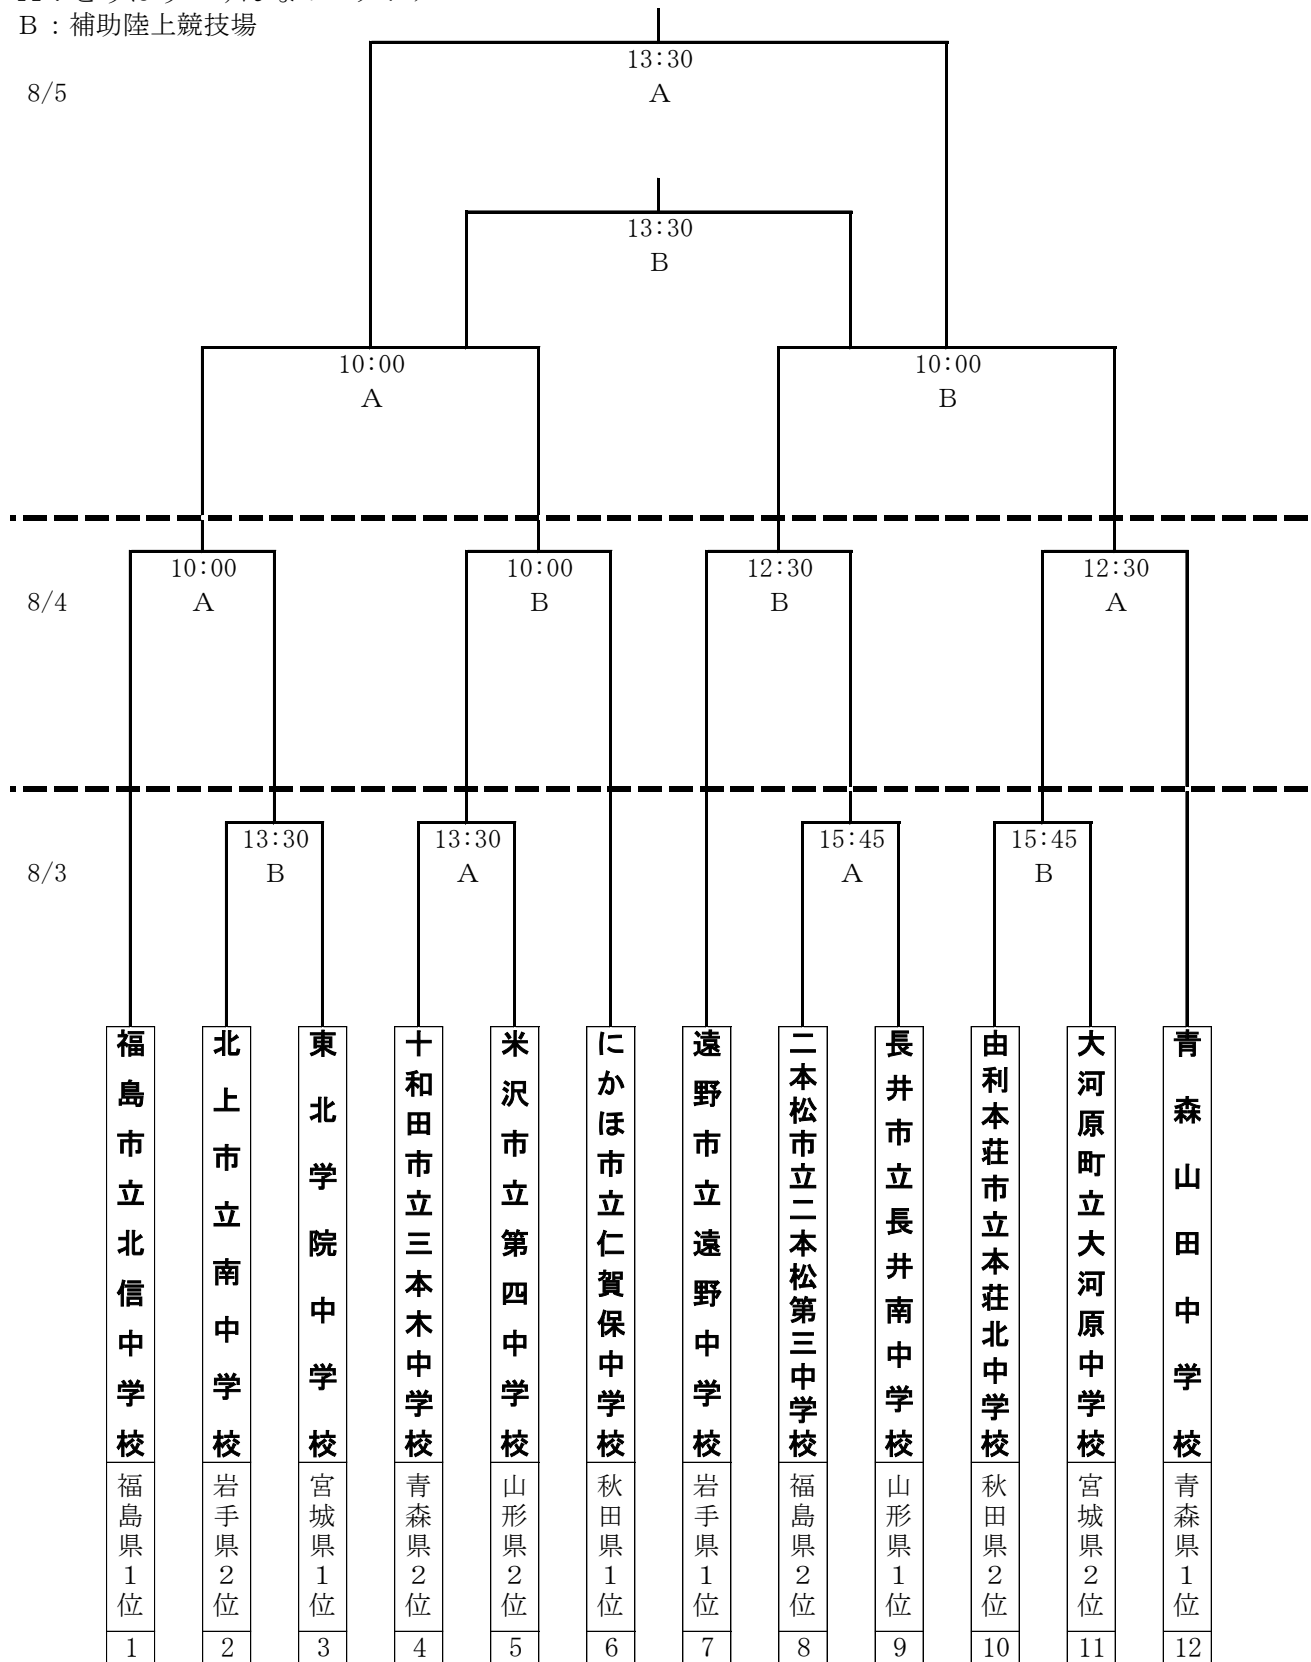 B：補助陸上競技場
13:30
8/5
A
13:30
B
10:00
10:00
A
B
10:00
10:00
12:30
12:30
8/4
A
B
B
A
13:30
13:30
15:45
15:45
8/3
B
A
A
B
福島市立北信中学校
北上市立南中学校
東北学院中学校
十和田市立三本木中学校
米沢市立第四中学校
にかほ市立仁賀保中学校
遠野市立遠野中学校
二本松市立二本松第三中学校
長井市立長井南中学校
由利本荘市立本荘北中学校
大河原町立大河原中学校
青森山田中学校
福島県1位
岩手県2位
宮城県1位
青森県2位
山形県2位
秋田県1位
岩手県1位
福島県2位
山形県1位
秋田県2位
宮城県2位
青森県1位
1
2
3
4
5
6
7
8
9
10
11
12